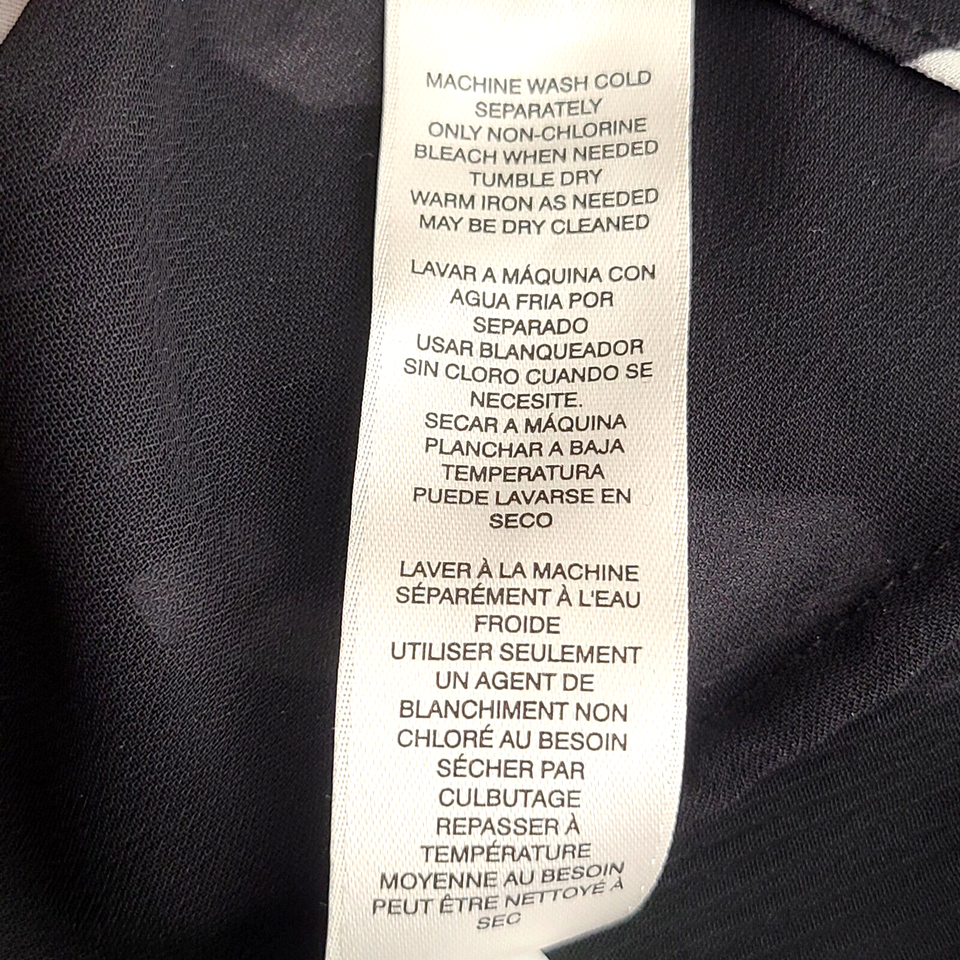 MACHINE WASH COLD
SEPARATELY
ONLY NON-CHLORINE
BLEACH WHEN NEEDED
TUMBLE DRY
WARM IRON AS NEEDED
MAY BE DRY CLEANED
LAVAR A MÁQUINA CON
AGUA FRIA POR
SEPARADO
USAR BLANQUEADOR
SIN CLORO CUANDO SE
NECESITE.
SECAR A MÁQUINA
PLANCHAR A BAJA
TEMPERATURA
PUEDE LAVARSE EN
SECO
LAVER À LA MACHINE
SÉPARÉMENT À L'EAU
FROIDE
UTILISER SEULEMENT
UN AGENT DE
BLANCHIMENT NON
CHLORÉ AU BESOIN
SÉCHER PAR
CULBUTAGE
REPASSER À
TEMPÉRATURE
MOYENNE AU BESOIN
PEUT ÊTRE NETTOYÉ À
SEC